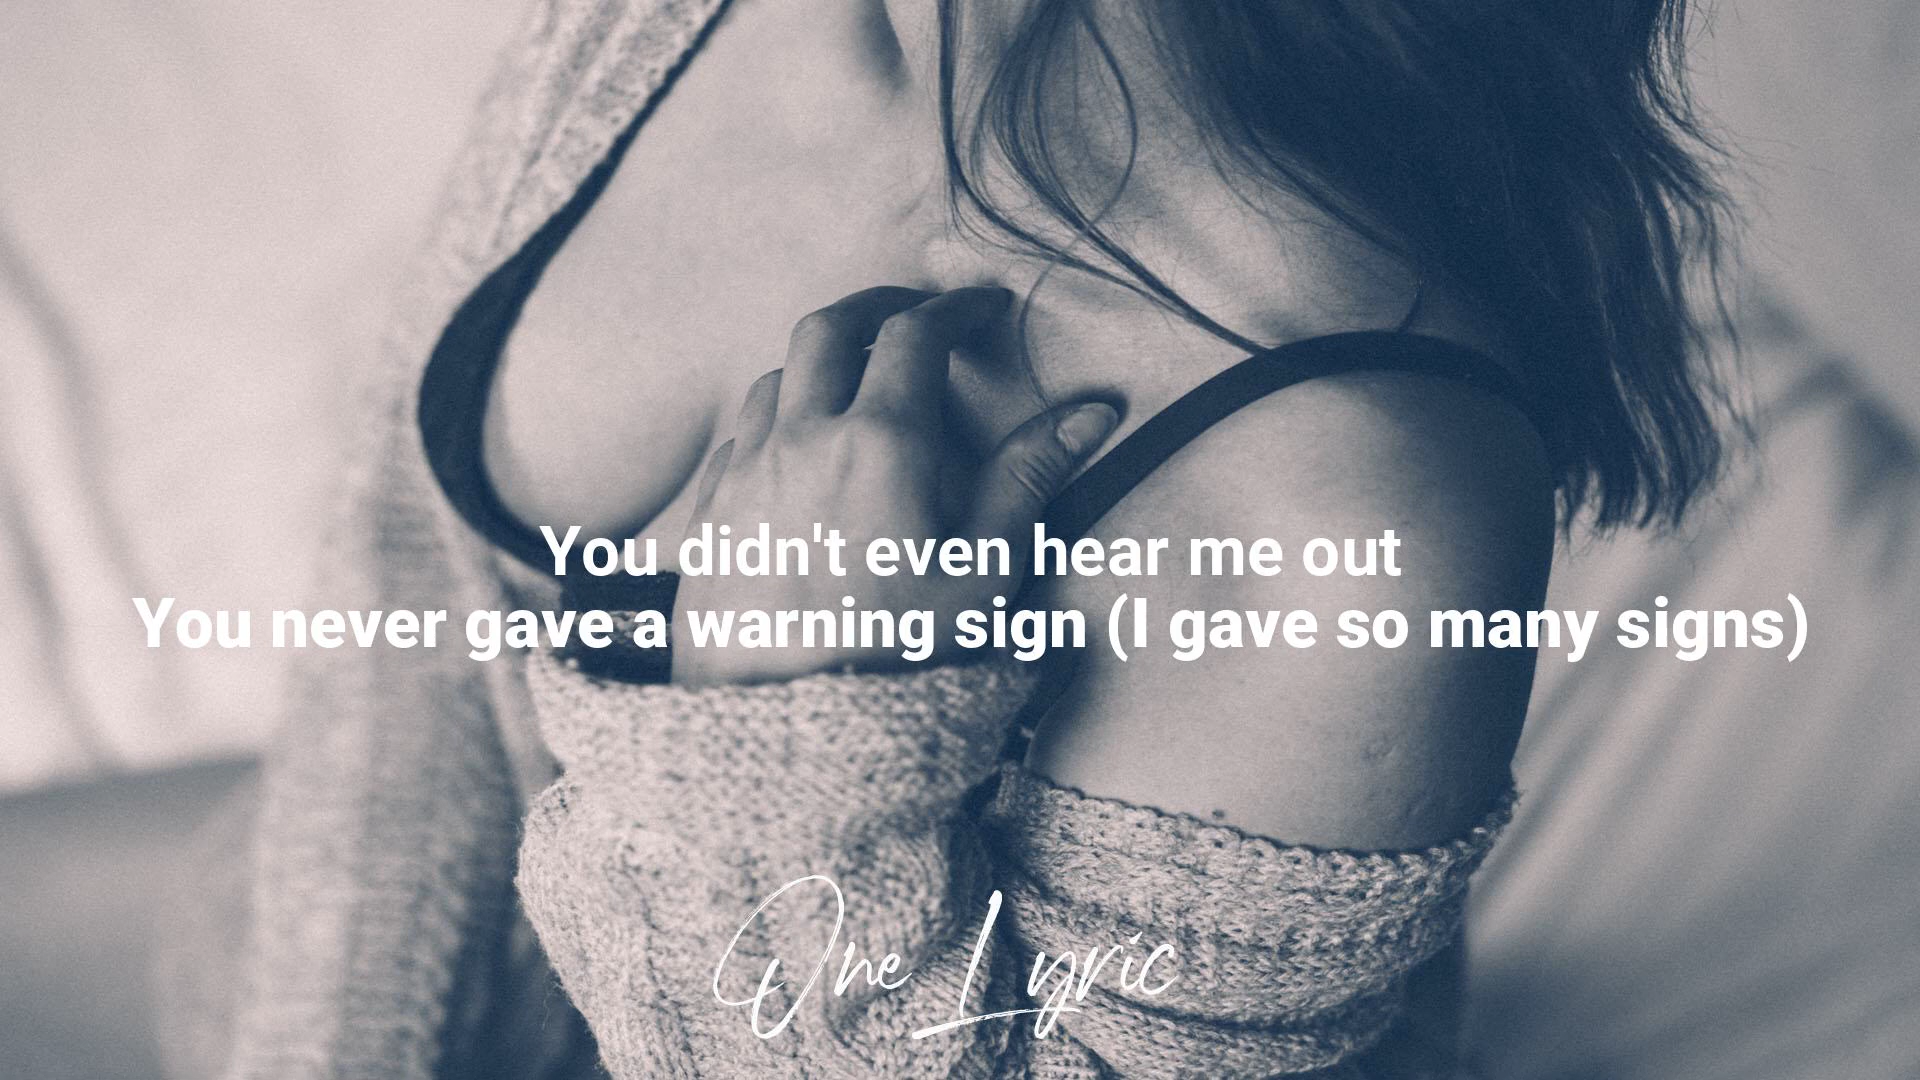 You didn't even hear me out
You never gave a warning sign (I gave so many signs)
One Lyric